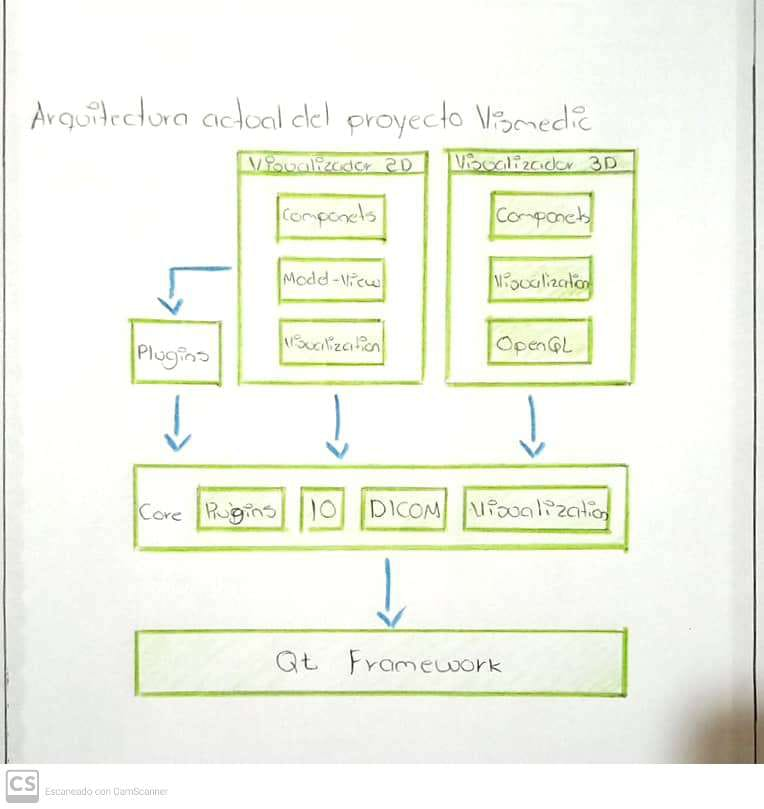 Arquitectura actual del proyecto Vismedic
Visualizador 2D
Visualizador 3D
Componets
Componets
Model-View
Visualization
Visualization
OpenGL
Plugins
Core
Plugins
IO
DICOM
Visualization
Qt Framework
CS
Escaneado con CamScanner